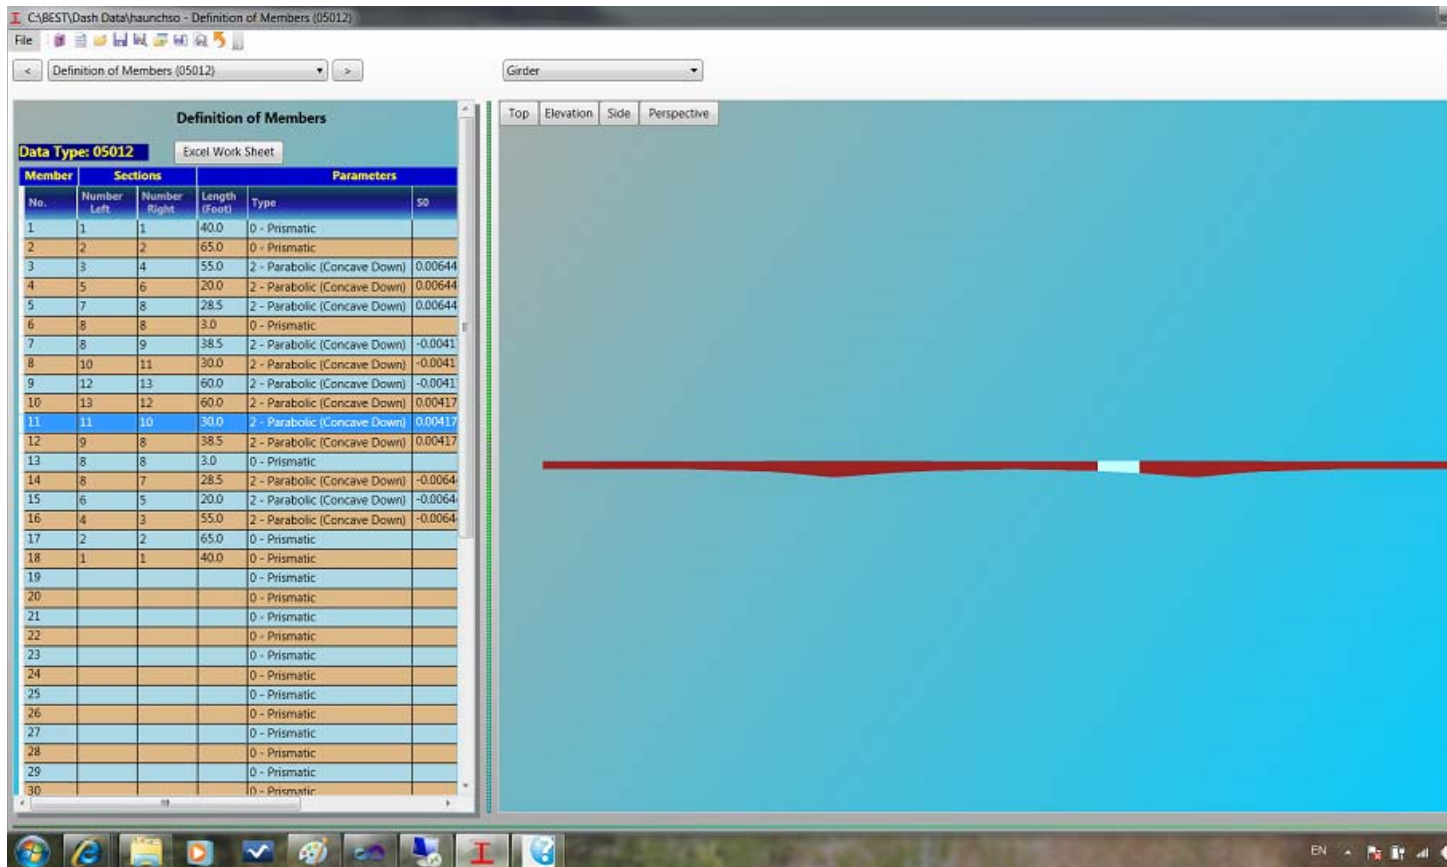 C:\BEST\Dash Data\haunchso - Definition of Members (05012)
File
< Definition of Members (05012) > Girder
Top Elevation Side Perspective
Definition of Members
Data Type: 05012 Excel Work Sheet
Member Sections Parameters
No. Number Left Number Right Length (Foot) Type S0
1 1 1 40.0 0 - Prismatic
2 2 2 65.0 0 - Prismatic
3 3 4 55.0 2 - Parabolic (Concave Down) 0.00644
4 5 6 20.0 2 - Parabolic (Concave Down) 0.00644
5 7 8 28.5 2 - Parabolic (Concave Down) 0.00644
6 8 8 3.0 0 - Prismatic
7 8 9 38.5 2 - Parabolic (Concave Down) -0.0041
8 10 11 30.0 2 - Parabolic (Concave Down) -0.0041
9 12 13 60.0 2 - Parabolic (Concave Down) -0.0041
10 13 12 60.0 2 - Parabolic (Concave Down) 0.00417
11 11 10 30.0 2 - Parabolic (Concave Down) 0.00417
12 9 8 38.5 2 - Parabolic (Concave Down) 0.00417
13 8 8 3.0 0 - Prismatic
14 8 7 28.5 2 - Parabolic (Concave Down) -0.0064
15 6 5 20.0 2 - Parabolic (Concave Down) -0.0064
16 4 3 55.0 2 - Parabolic (Concave Down) -0.0064
17 2 2 65.0 0 - Prismatic
18 1 1 40.0 0 - Prismatic
19 0 - Prismatic
20 0 - Prismatic
21 0 - Prismatic
22 0 - Prismatic
23 0 - Prismatic
24 0 - Prismatic
25 0 - Prismatic
26 0 - Prismatic
27 0 - Prismatic
28 0 - Prismatic
29 0 - Prismatic
30 0 - Prismatic
EN